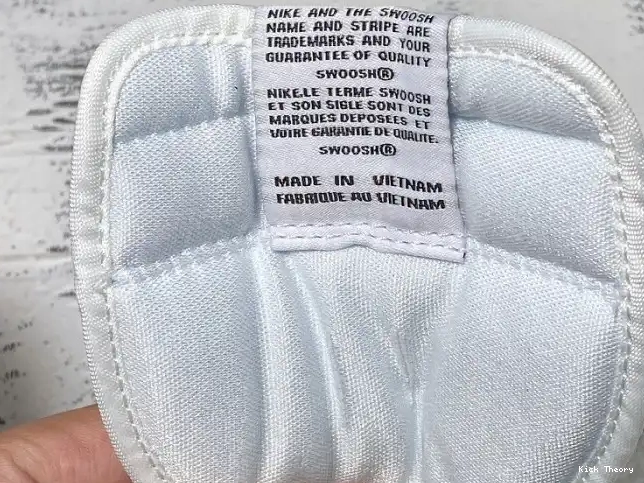 NIKE AND THE SWOOSH
NAME AND STRIPE ARE
TRADEMARKS AND YOUR
GUARANTEE OF QUALITY
SWOOSH®
NIKELLE TERME SWOOSH
ET SON SIGLE SONT DES
MARQUES DEPOSEES ET
VOTRE GARANTIE DE QUALITE.
SWOOSH®
MADE IN VIETNAM
FABRIQUE AU VIETNAM
Kick Theory